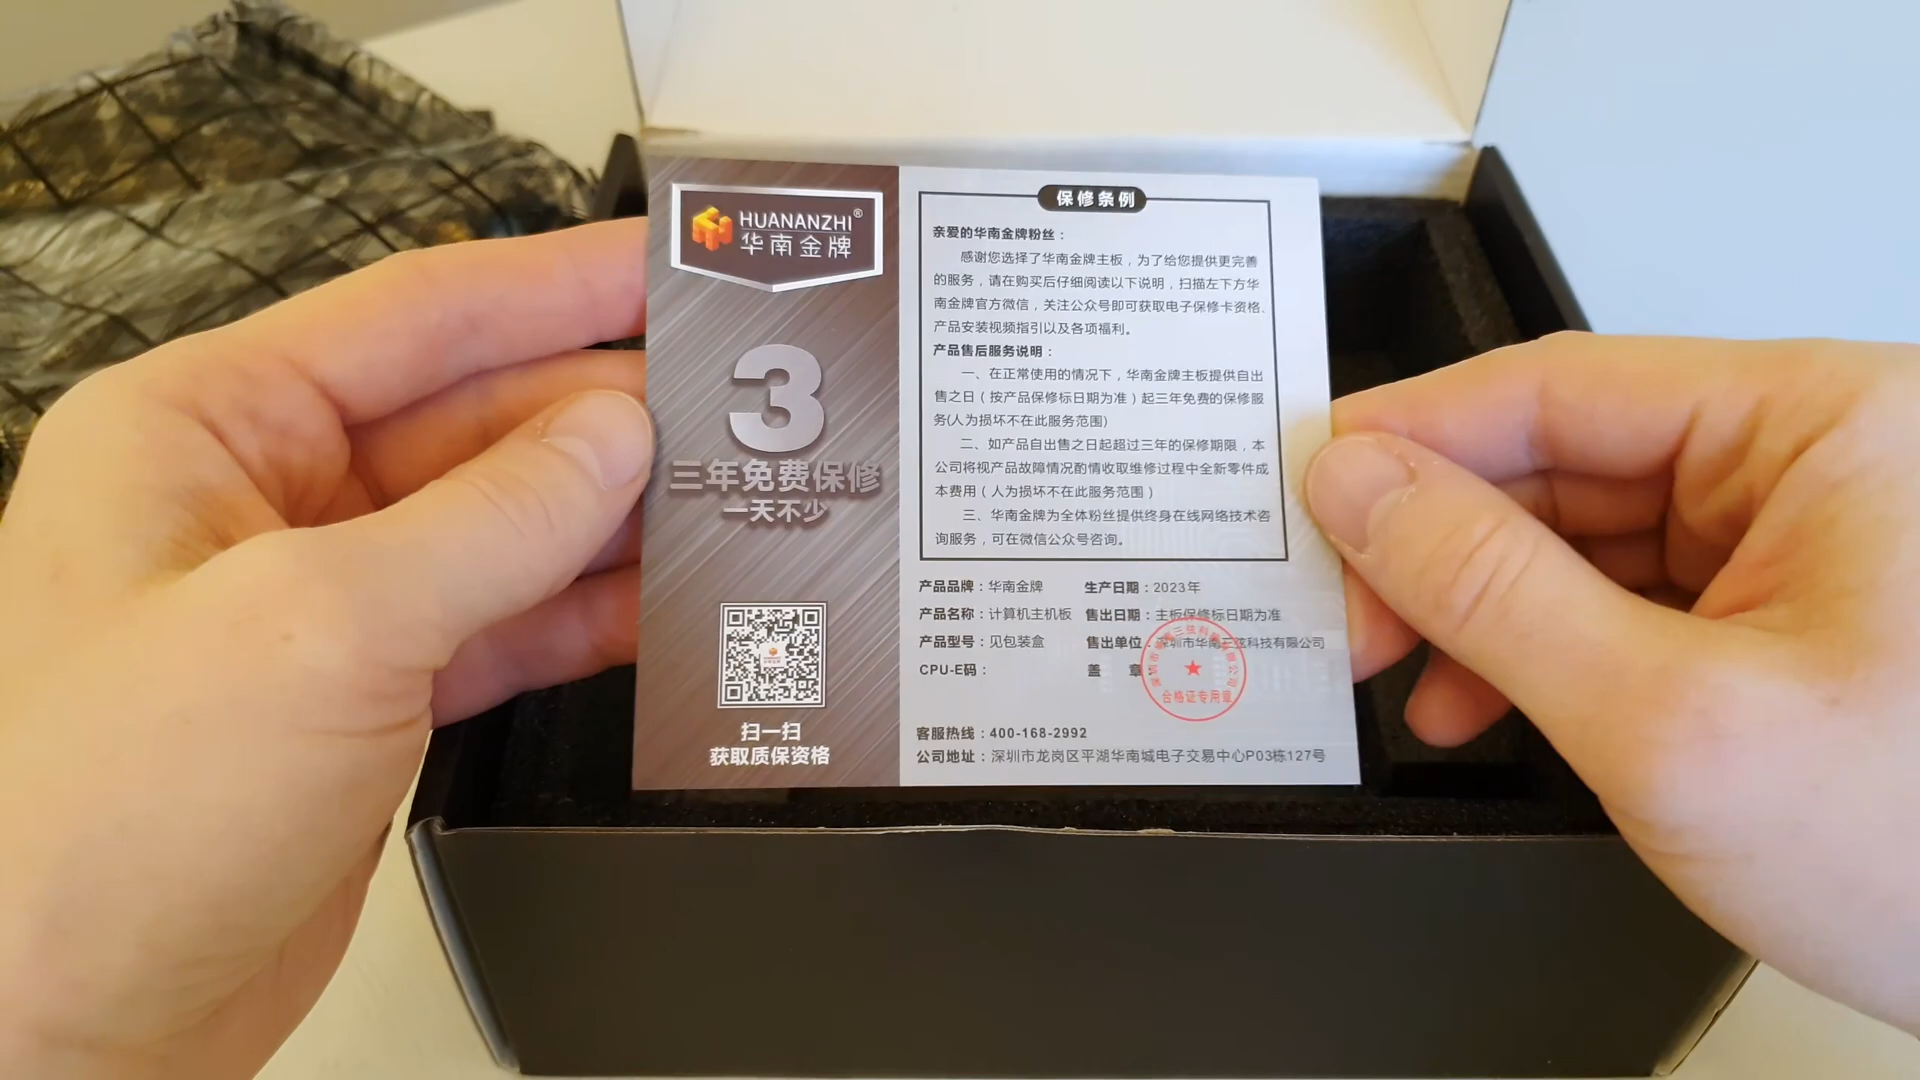 HUANANZHI®
华南金牌
3
三年免费保修
一天不少
扫一扫
获取质保资格
保修条例
亲爱的华南金牌粉丝：
感谢您选择了华南金牌主板，为了给您提供更完善
的服务，请在购买后仔细阅读以下说明，扫描左下方华
南金牌官方微信，关注公众号即可获取电子保修卡资格、
产品安装视频指引以及各项福利。
产品售后服务说明：
一、在正常使用的情况下，华南金牌主板提供自出
售之日（按产品保修标日期为准）起三年免费的保修服
务(人为损坏不在此服务范围)
二、如产品自出售之日起超过三年的保修期限，本
公司将视产品故障情况酌情收取维修过程中全新零件成
本费用（人为损坏不在此服务范围）
三、华南金牌为全体粉丝提供终身在线网络技术咨
询服务，可在微信公众号咨询。
产品品牌：华南金牌 生产日期：2023年
产品名称：计算机主机板 售出日期：主板保修标日期为准
产品型号：见包装盒 售出单位：深圳市华南三弦科技有限公司
CPU-E码： 盖 章
合格证专用章
客服热线：400-168-2992
公司地址：深圳市龙岗区平湖华南城电子交易中心P03栋127号